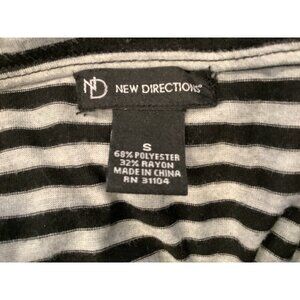 ND NEW DIRECTIONS®
S
68% POLYESTER
32% RAYON
MADE IN CHINA
RN 31104